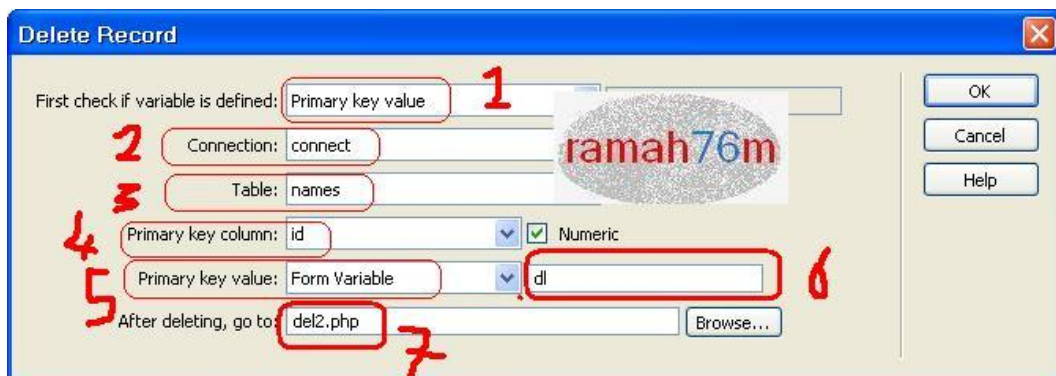 Delete Record
First check if variable is defined: Primary key value 1
OK
2 Connection: connect
ramah76m
Cancel
3 Table: names
Help
4 Primary key column: id Numeric
5 Primary key value: Form Variable dl 6
After deleting, go to: del2.php Browse...
7